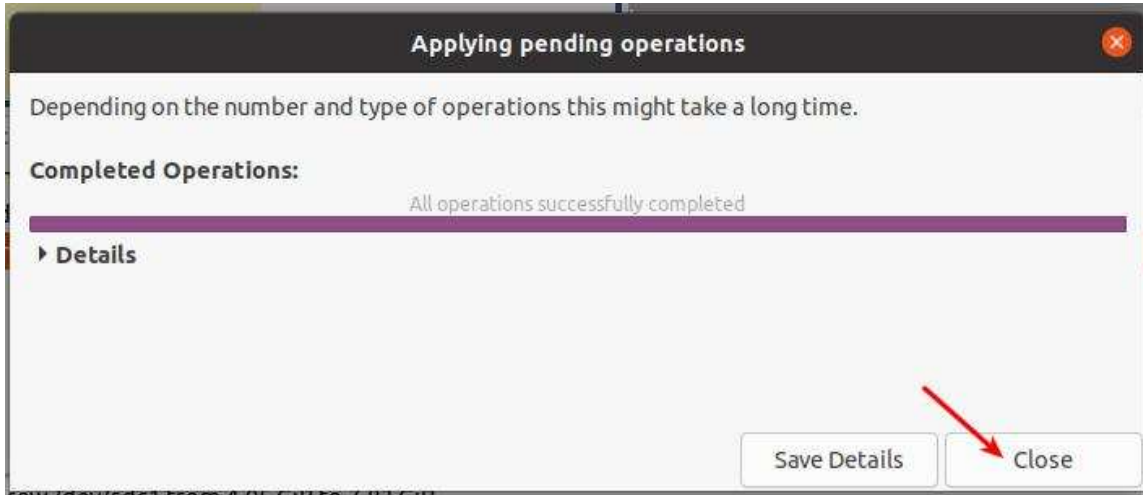 Applying pending operations
Depending on the number and type of operations this might take a long time.
Completed Operations:
All operations successfully completed
Details
Save Details
Close